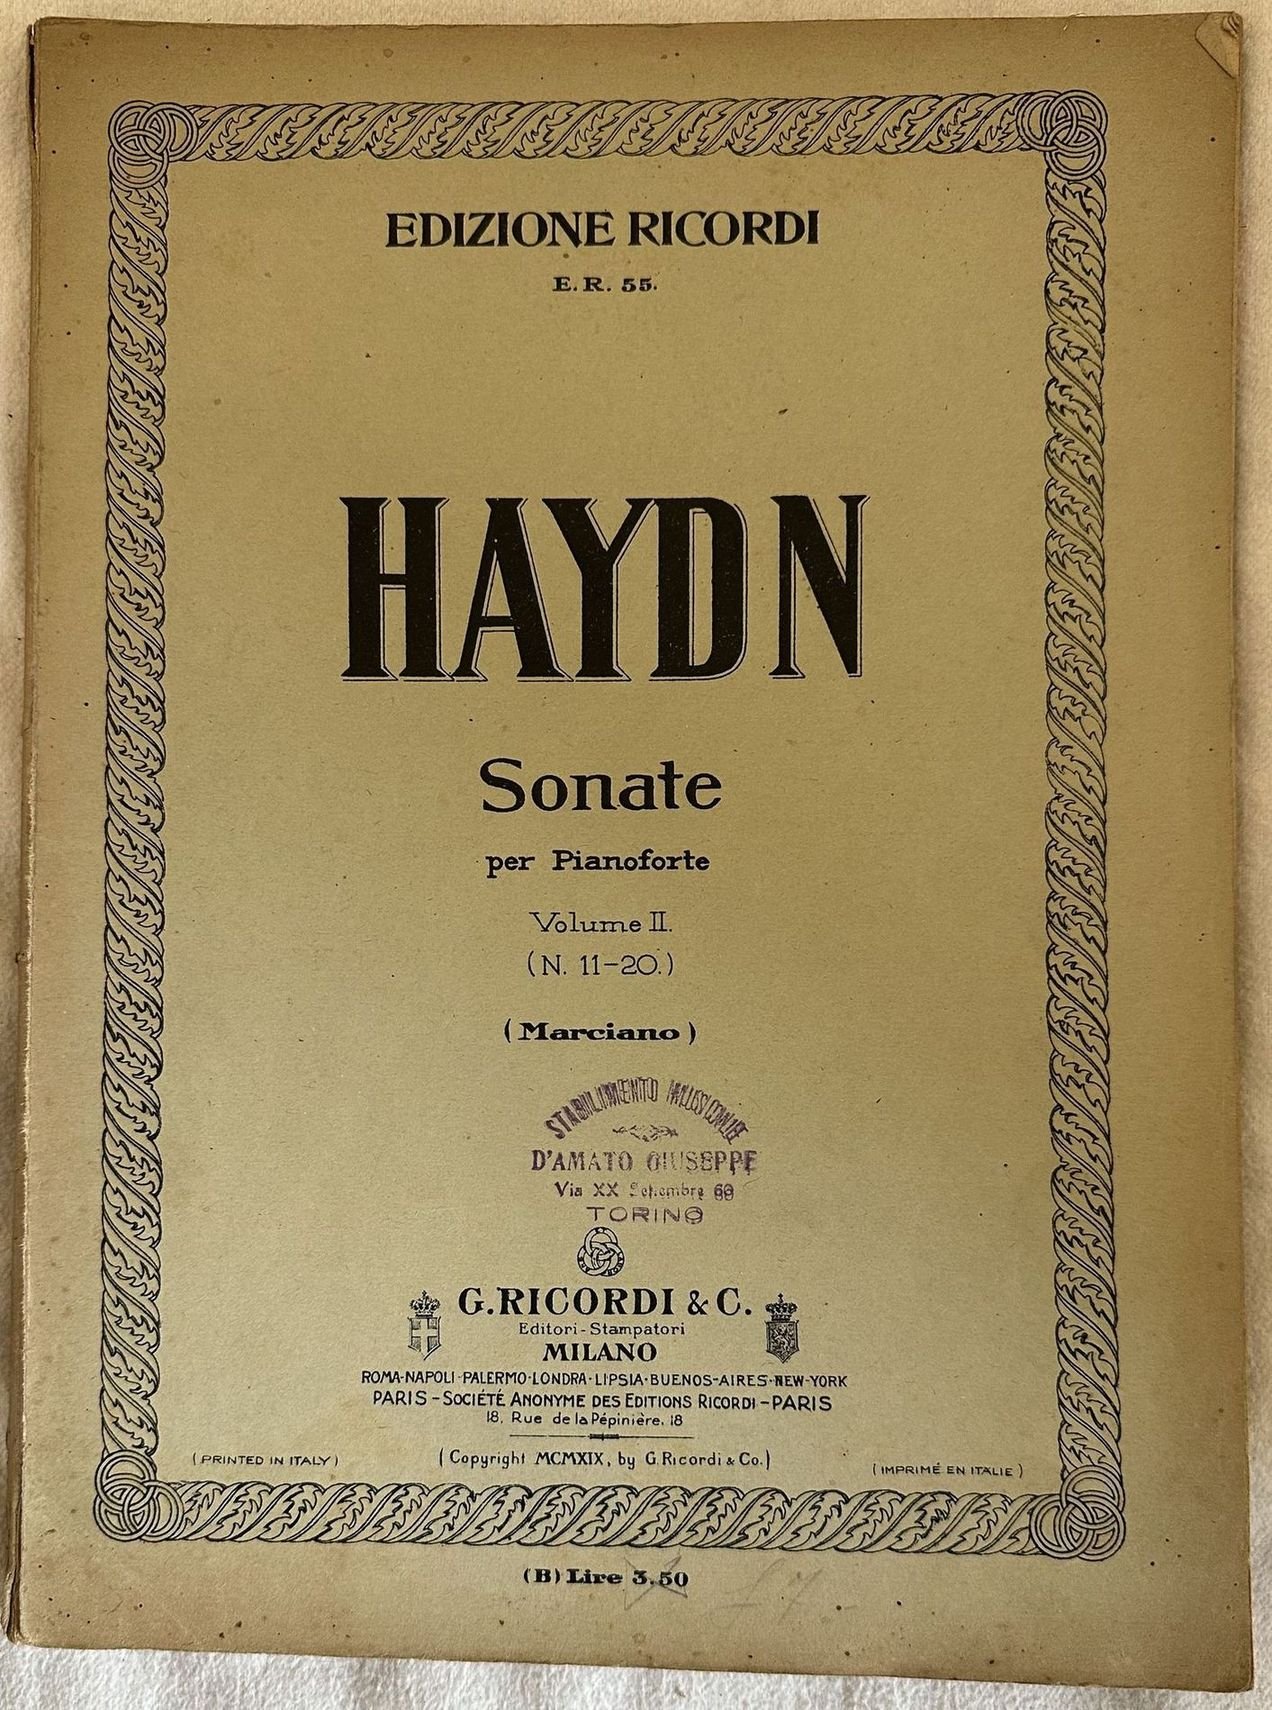 EDIZIONE RICORDI
E. R. 55.
HAYDN
Sonate
per Pianoforte
Volume II.
(N. 11-20.)
(Marciano)
STABILIMENTO
D'AMATO GIUSEPPE
Via XX Settembre 60
TORINO
G. RICORDI & C.
Editori-Stampatori
MILANO
ROMA-NAPOLI-PALERMO-LONDRA-LIPSIA-BUENOS-AIRES-NEW-YORK
PARIS - SOCIÉTÉ ANONYME DES EDITIONS RICORDI - PARIS
18, Rue de la Pépinière, 18
(PRINTED IN ITALY)
(Copyright MCMXIX, by G. Ricordi & Co.)
(IMPRIMÉ EN ITALIE)
(B) Lire 3.50